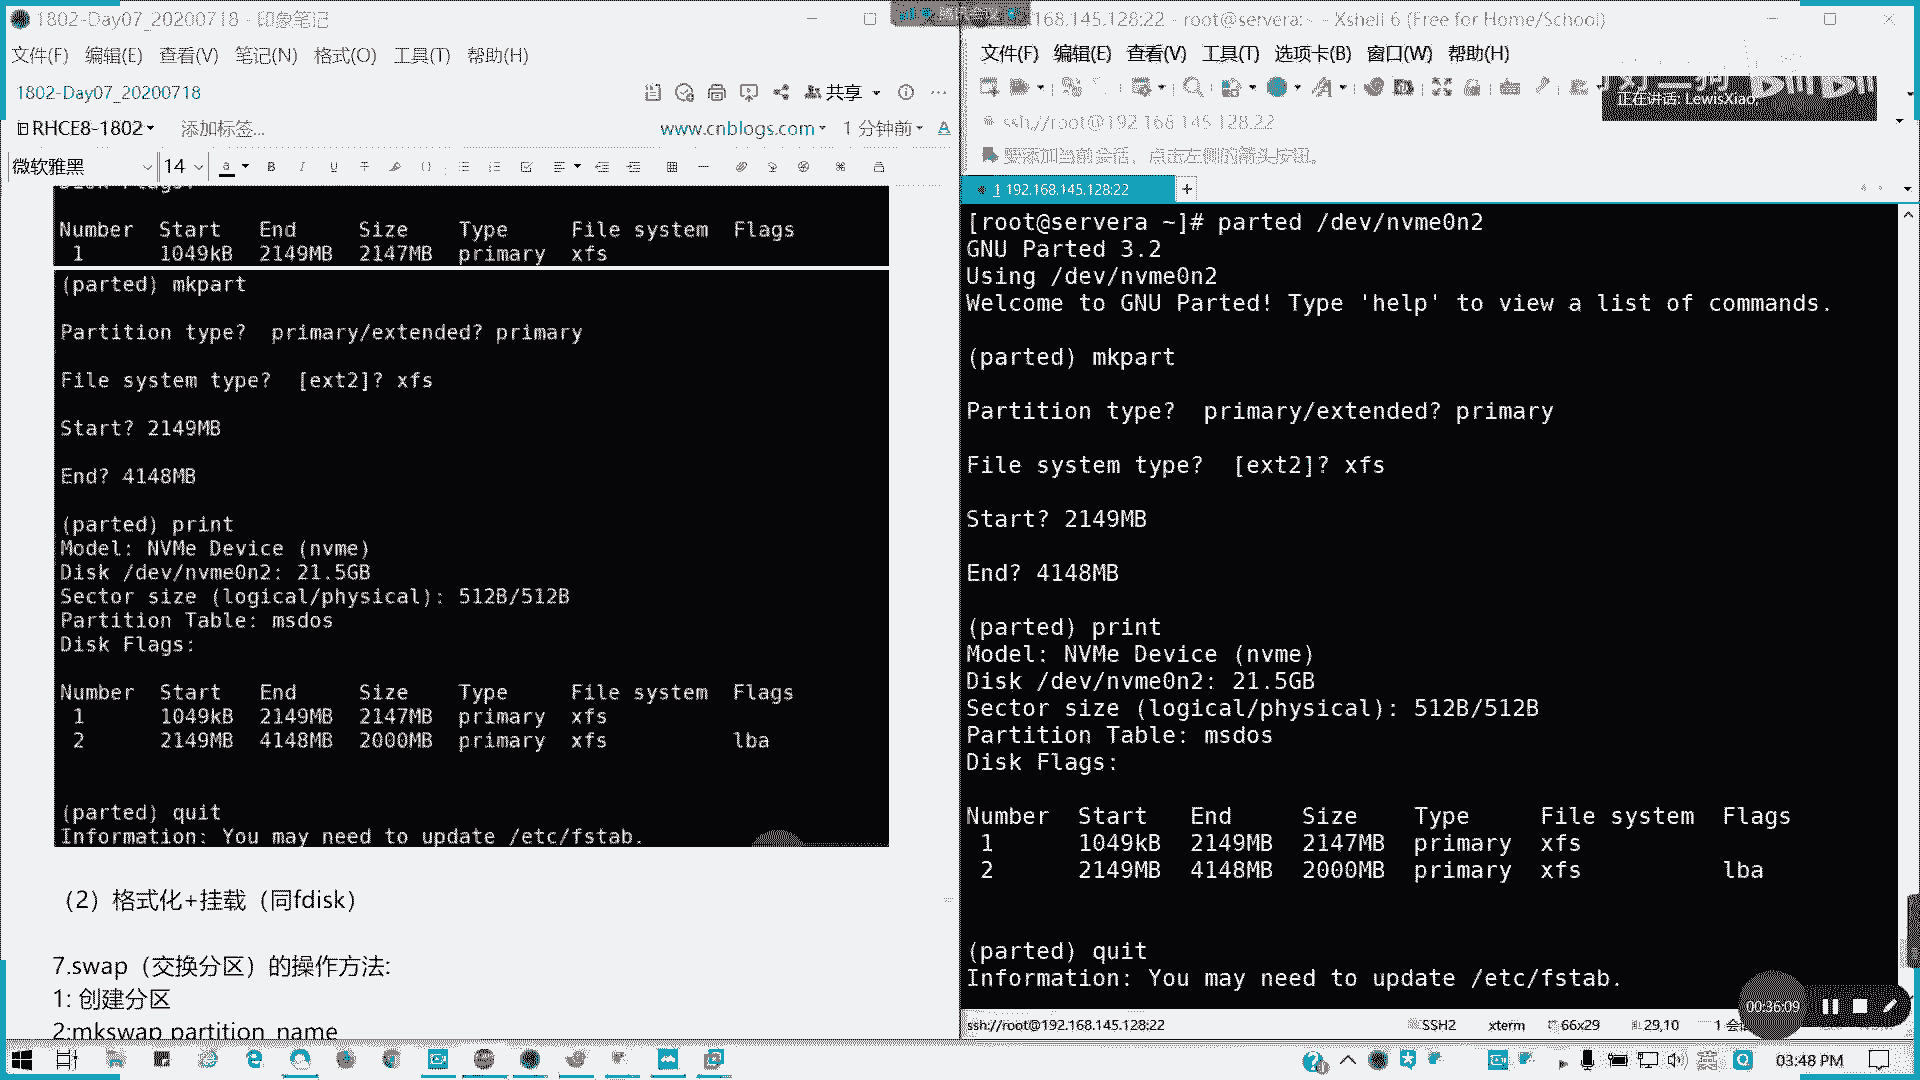 1802-Day07_20200718 - 印象笔记
文件(F) 编辑(E) 查看(V) 笔记(N) 格式(O) 工具(T) 帮助(H)
1802-Day07_20200718
共享
RHCE8-1802
添加标签...
www.cnblogs.com
1 分钟前
微软雅黑
14
Number Start End Size Type File system Flags
1 1049kB 2149MB 2147MB primary xfs
(parted) mkpart
Partition type? primary/extended? primary
File system type? [ext2]? xfs
Start? 2149MB
End? 4148MB
(parted) print
Model: NVMe Device (nvme)
Disk /dev/nvme0n2: 21.5GB
Sector size (logical/physical): 512B/512B
Partition Table: msdos
Disk Flags:
Number Start End Size Type File system Flags
1 1049kB 2149MB 2147MB primary xfs
2 2149MB 4148MB 2000MB primary xfs lba
(parted) quit
Information: You may need to update /etc/fstab.
（2）格式化+挂载（同fdisk）
7.swap（交换分区）的操作方法:
1: 创建分区
2:mkswap partition name
168.145.128:22 - root@servera:~ - Xshell 6 (Free for Home/School)
文件(F) 编辑(E) 查看(V) 工具(T) 选项卡(B) 窗口(W) 帮助(H)
正在讲话: LewisXiao;
ssh://root@192.168.145.128:22
要添加当前会话，点击左侧的箭头按钮。
1 192.168.145.128:22
[root@servera ~]# parted /dev/nvme0n2
GNU Parted 3.2
Using /dev/nvme0n2
Welcome to GNU Parted! Type 'help' to view a list of commands.
(parted) mkpart
Partition type? primary/extended? primary
File system type? [ext2]? xfs
Start? 2149MB
End? 4148MB
(parted) print
Model: NVMe Device (nvme)
Disk /dev/nvme0n2: 21.5GB
Sector size (logical/physical): 512B/512B
Partition Table: msdos
Disk Flags:
Number Start End Size Type File system Flags
1 1049kB 2149MB 2147MB primary xfs
2 2149MB 4148MB 2000MB primary xfs lba
(parted) quit
Information: You may need to update /etc/fstab.
00:36:09
ssh://root@192.168.145.128:22
SSH2 xterm 66x29 29,10
03:48 PM